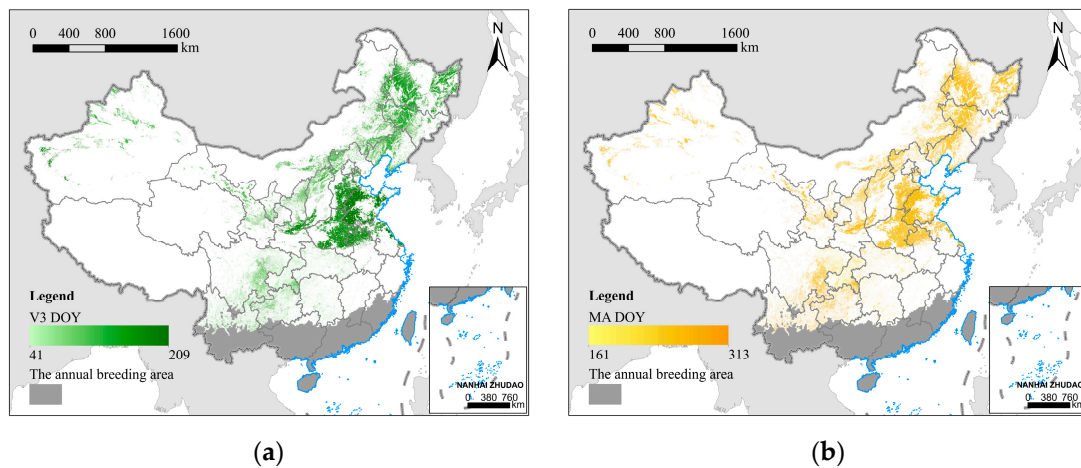 0 400 800 1600
km
N
Legend
V3 DOY
41 209
The annual breeding area
NANHAI ZHUDAO
0 380 760
km
(a)
0 400 800 1600
km
N
Legend
MA DOY
161 313
The annual breeding area
NANHAI ZHUDAO
0 380 760
km
(b)